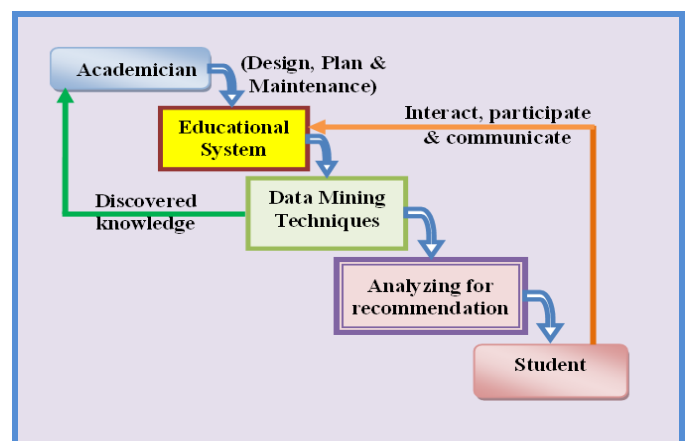 Academician
(Design, Plan &
Maintenance)
Educational
System
Interact, participate
& communicate
Data Mining
Techniques
Discovered
knowledge
Analyzing for
recommendation
Student